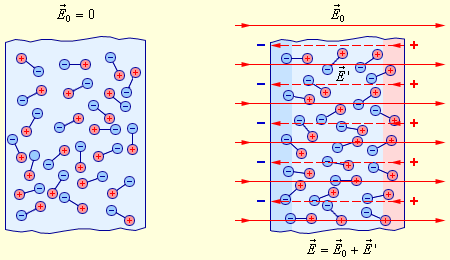 E⃗₀ = 0
E⃗₀
E⃗'
E⃗ = E⃗₀ + E⃗'